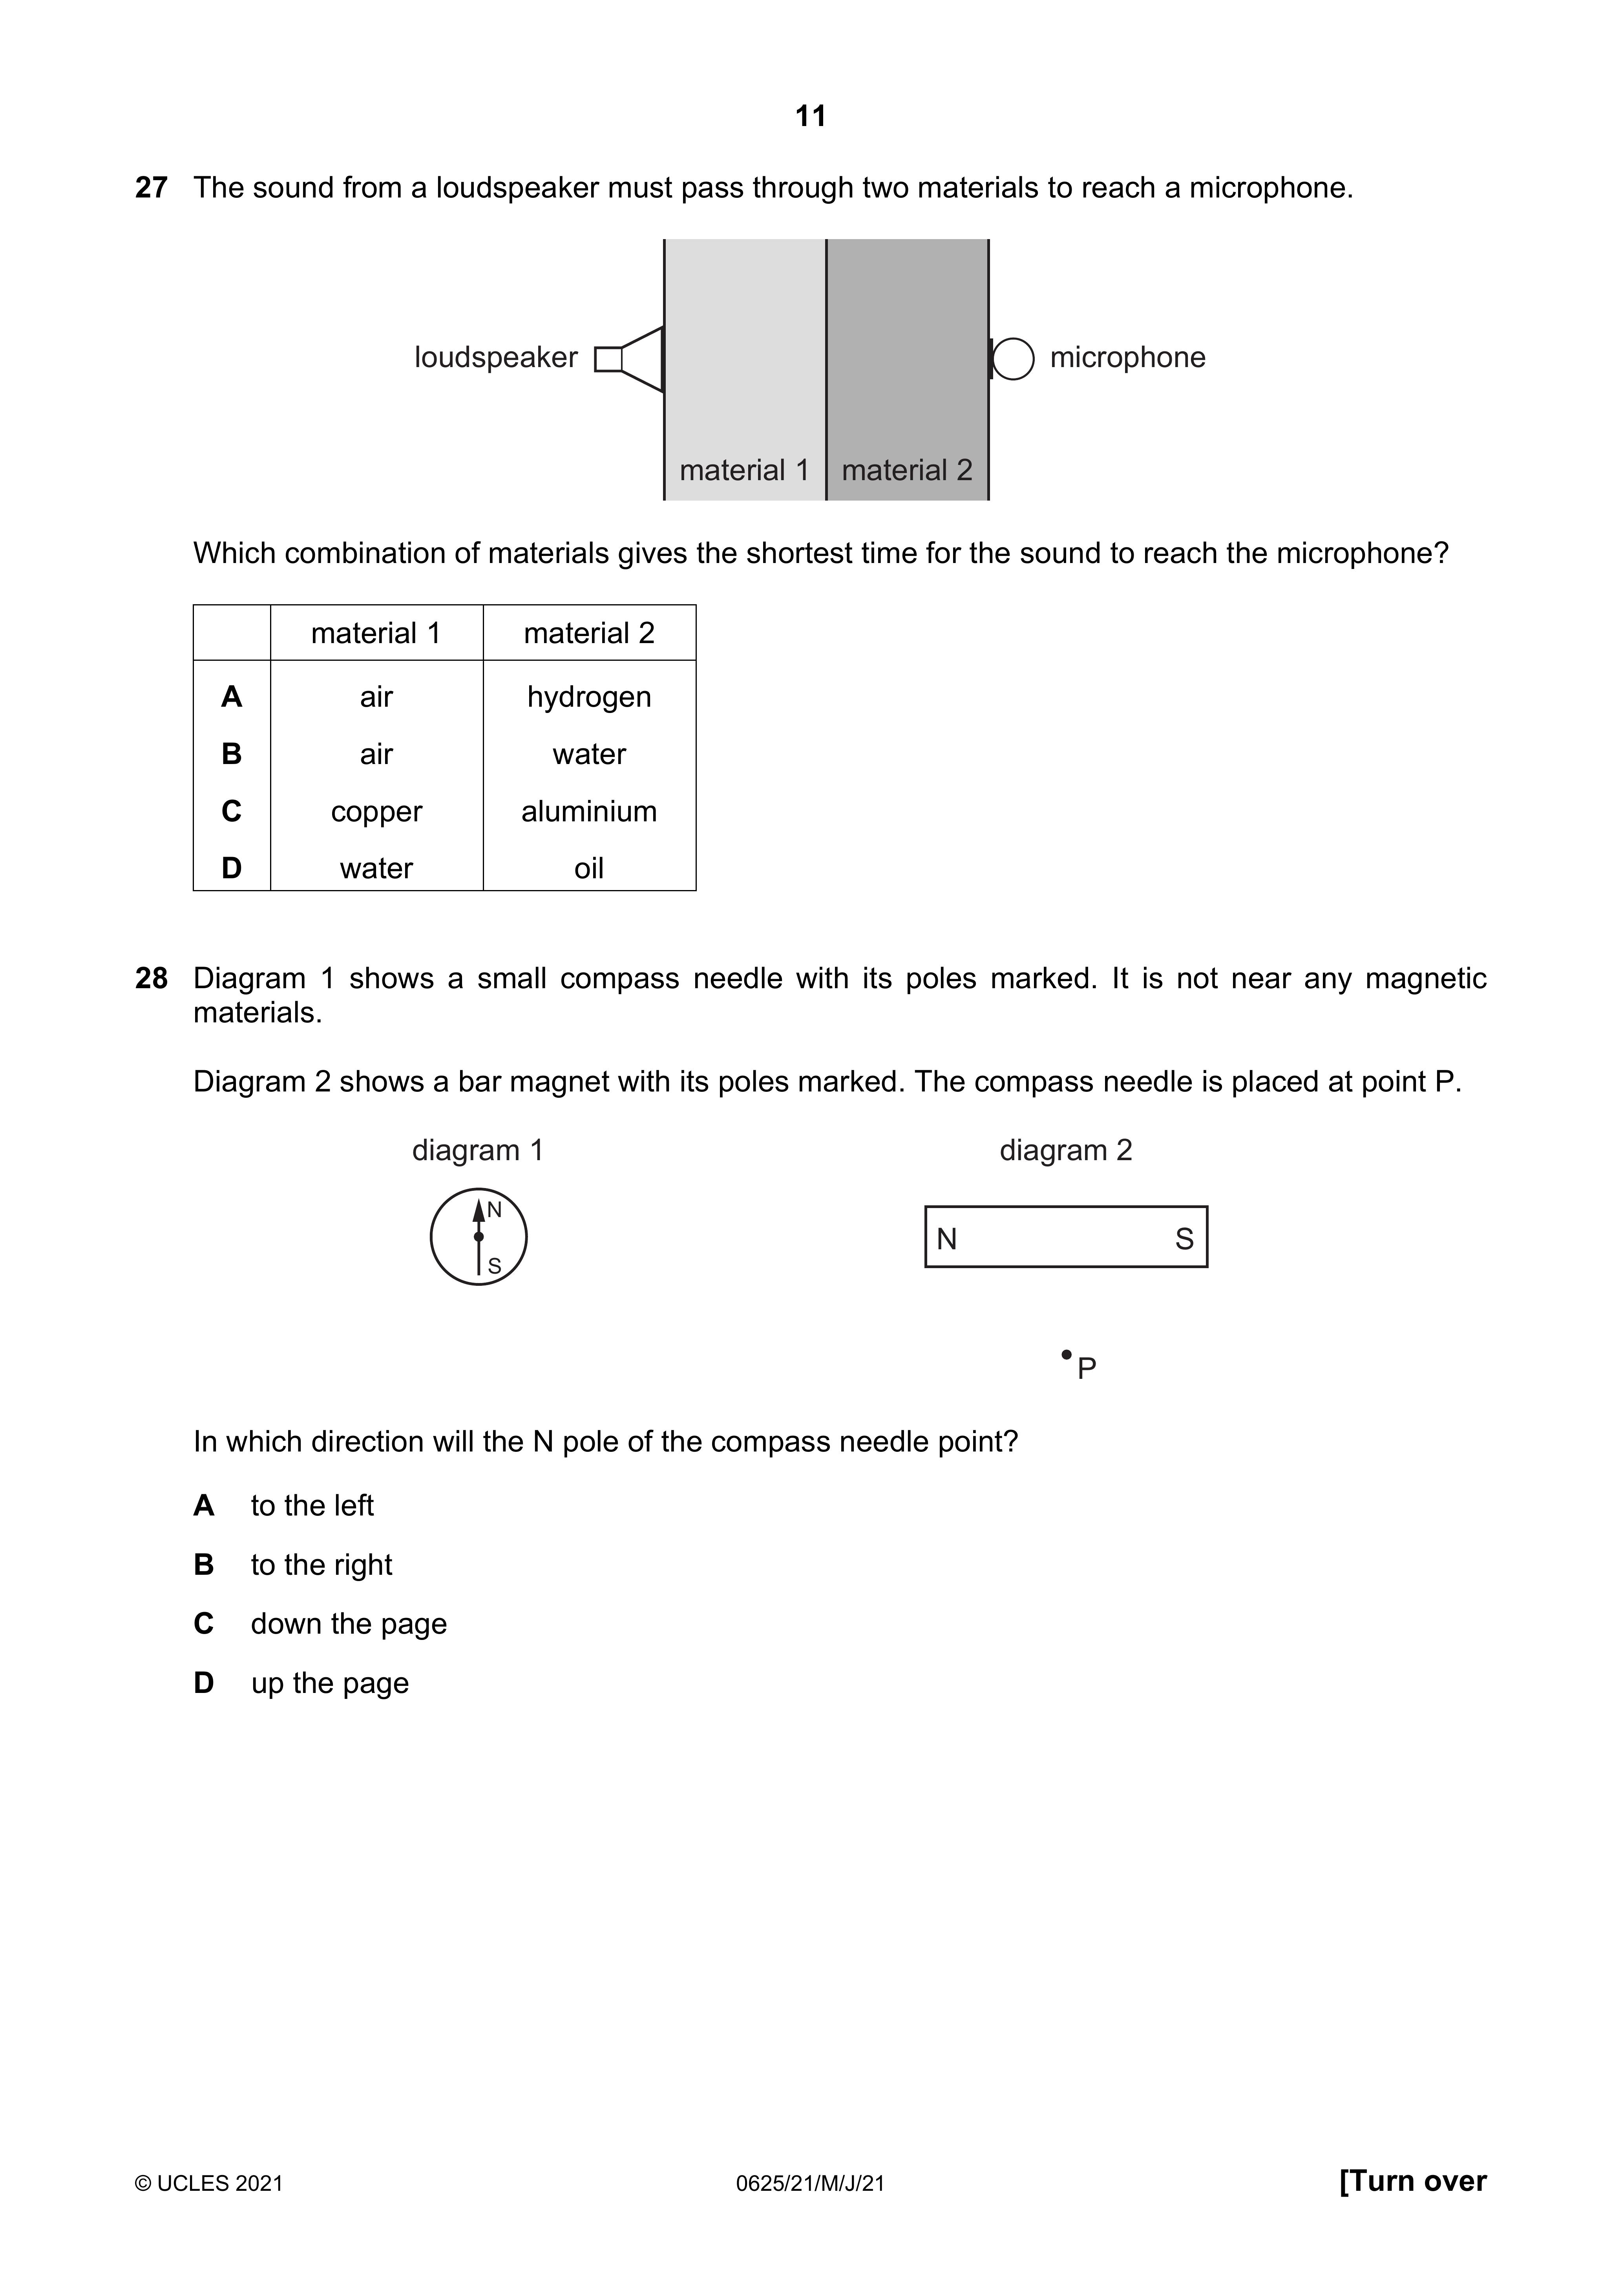 11
27 The sound from a loudspeaker must pass through two materials to reach a microphone.
loudspeaker microphone
material 1 material 2
Which combination of materials gives the shortest time for the sound to reach the microphone?
material 1 material 2
A air hydrogen
B air water
C copper aluminium
D water oil
28 Diagram 1 shows a small compass needle with its poles marked. It is not near any magnetic
materials.
Diagram 2 shows a bar magnet with its poles marked. The compass needle is placed at point P.
diagram 1 diagram 2
N
S
N S
P
In which direction will the N pole of the compass needle point?
A to the left
B to the right
C down the page
D up the page
© UCLES 2021 0625/21/M/J/21 [Turn over